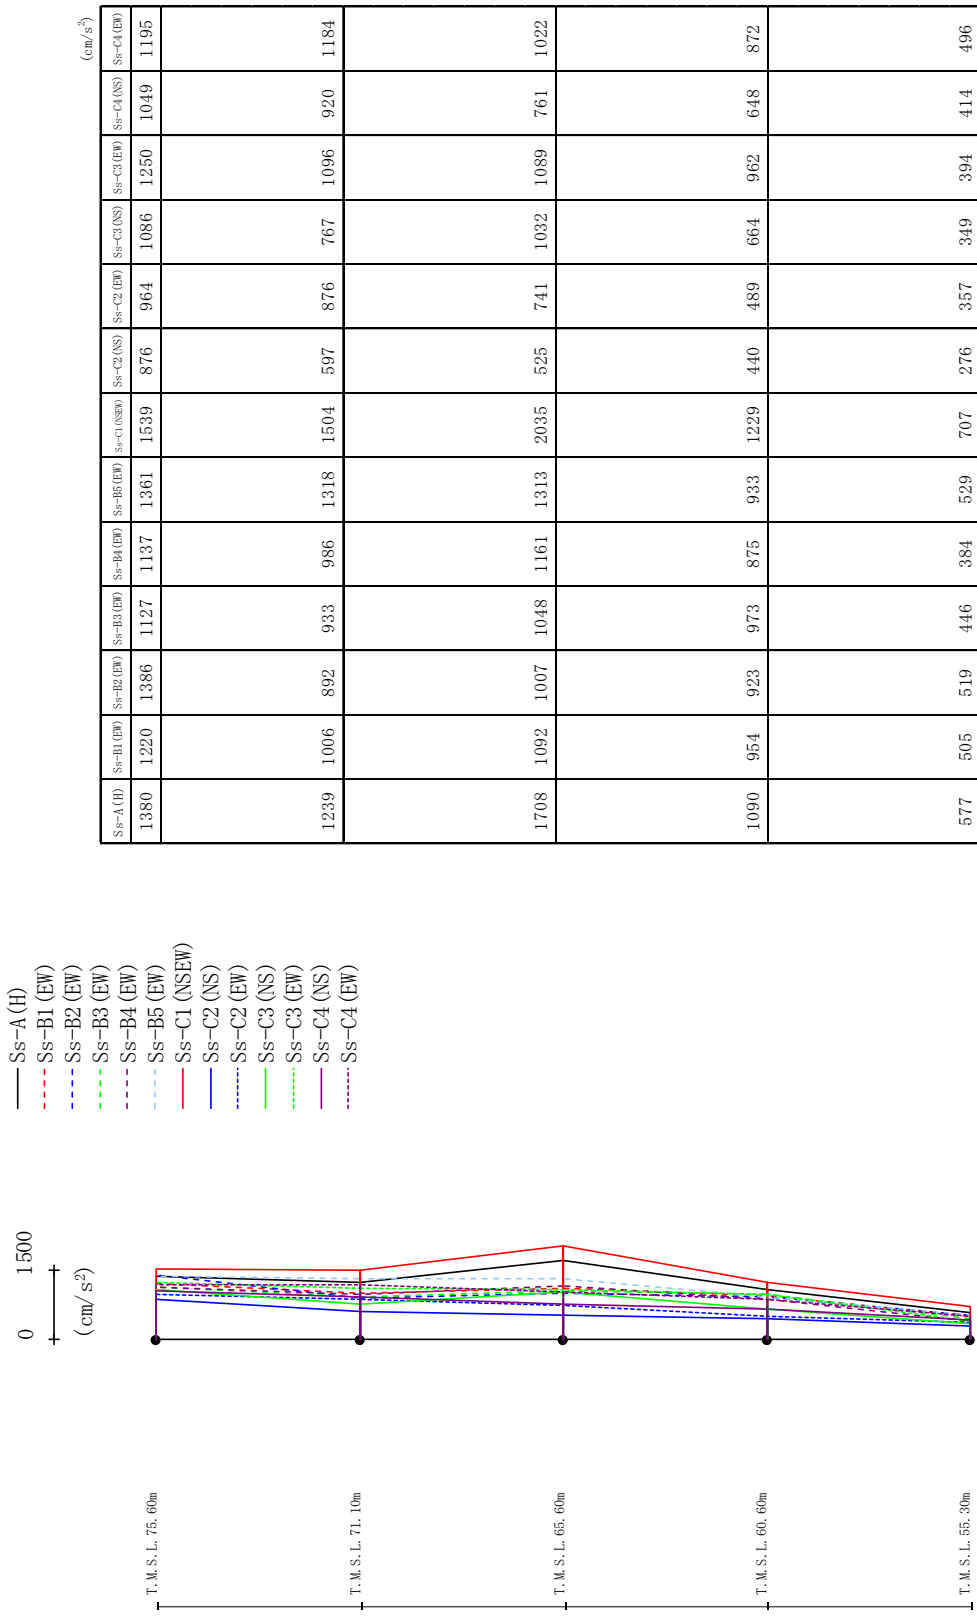 T.M.S.L.75.60m
T.M.S.L.71.10m
T.M.S.L.65.60m
T.M.S.L.60.60m
T.M.S.L.55.30m
0 1500
(cm/s²)
Ss-A(H)
Ss-B1(EW)
Ss-B2(EW)
Ss-B3(EW)
Ss-B4(EW)
Ss-B5(EW)
Ss-C1(NSEW)
Ss-C2(NS)
Ss-C2(EW)
Ss-C3(NS)
Ss-C3(EW)
Ss-C4(NS)
Ss-C4(EW)
(cm/s²)
Ss-A(H) Ss-B1(EW) Ss-B2(EW) Ss-B3(EW) Ss-B4(EW) Ss-B5(EW) Ss-C1(NSEW) Ss-C2(NS) Ss-C2(EW) Ss-C3(NS) Ss-C3(EW) Ss-C4(NS) Ss-C4(EW)
1380 1220 1386 1127 1137 1361 1539 876 964 1086 1250 1049 1195
1239 1006 892 933 986 1318 1504 597 876 767 1096 920 1184
1708 1092 1007 1048 1161 1313 2035 525 741 1032 1089 761 1022
1090 954 923 973 875 933 1229 440 489 664 962 648 872
577 505 519 446 384 529 707 276 357 349 394 414 496